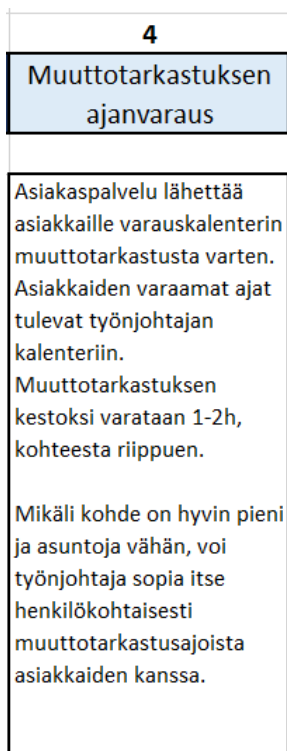 4
Muuttotarkastuksen
ajanvaraus
Asiakaspalvelu lähettää
asiakkaille varauskalenterin
muuttotarkastusta varten.
Asiakkaiden varaamat ajat
tulevat työnjohtajan
kalenteriin.
Muuttotarkastuksen
kestoksi varataan 1-2h,
kohteesta riippuen.
Mikäli kohde on hyvin pieni
ja asuntoja vähän, voi
työnjohtaja sopia itse
henkilökohtaisesti
muuttotarkastusajoista
asiakkaiden kanssa.